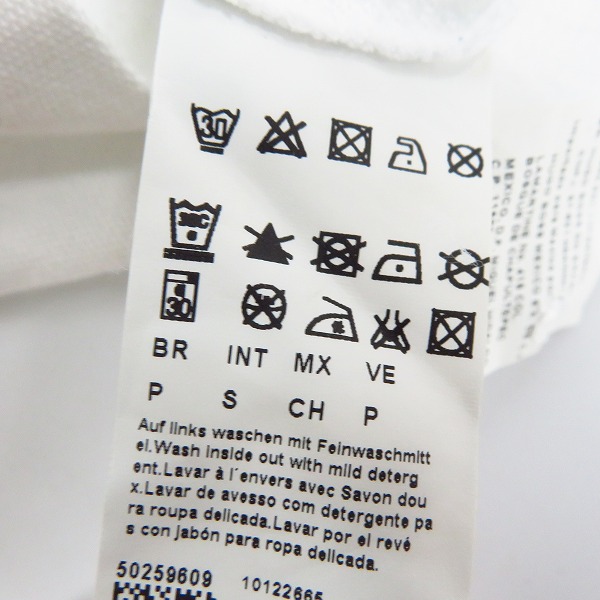 30
30C
30
BR INT MX VE
P S CH P
Auf links waschen mit Feinwaschmitt
el.Wash inside out with mild deterg
ent.Lavar à l´envers avec Savon dou
x.Lavar de avesso com detergente pa
ra roupa delicada.Lavar por el revé
s con jabón para ropa delicada.
50259609 10122665
MEXICO.D.